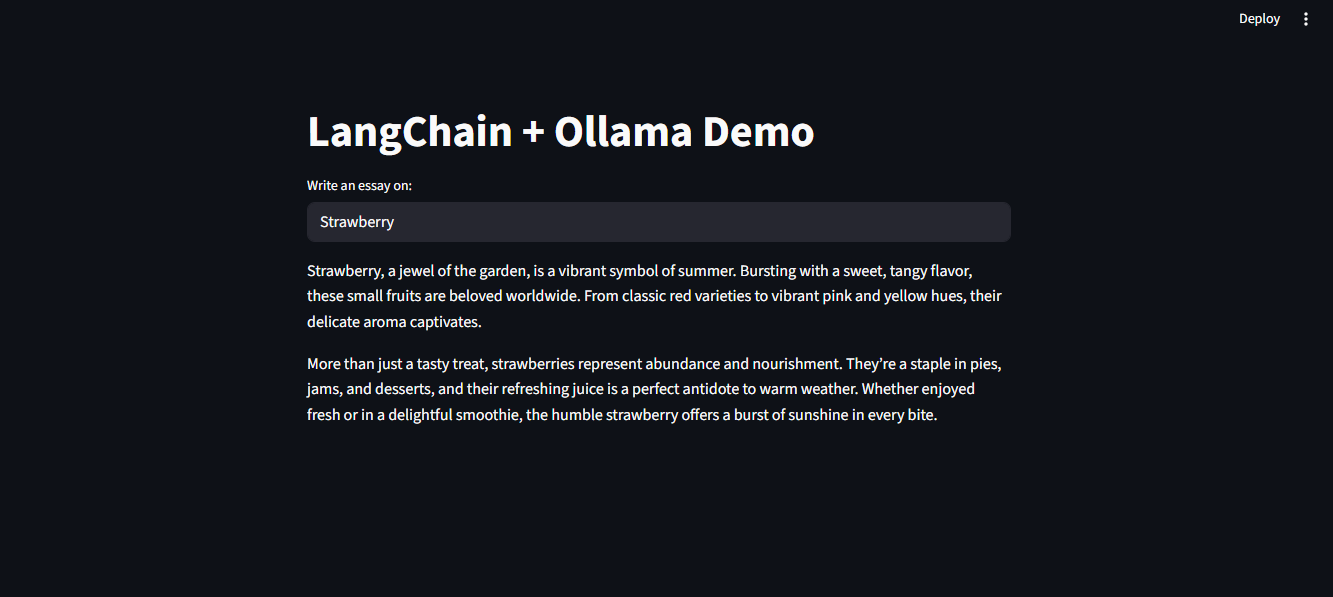 Deploy
LangChain + Ollama Demo
Write an essay on:
Strawberry
Strawberry, a jewel of the garden, is a vibrant symbol of summer. Bursting with a sweet, tangy flavor,
these small fruits are beloved worldwide. From classic red varieties to vibrant pink and yellow hues, their
delicate aroma captivates.
More than just a tasty treat, strawberries represent abundance and nourishment. They’re a staple in pies,
jams, and desserts, and their refreshing juice is a perfect antidote to warm weather. Whether enjoyed
fresh or in a delightful smoothie, the humble strawberry offers a burst of sunshine in every bite.